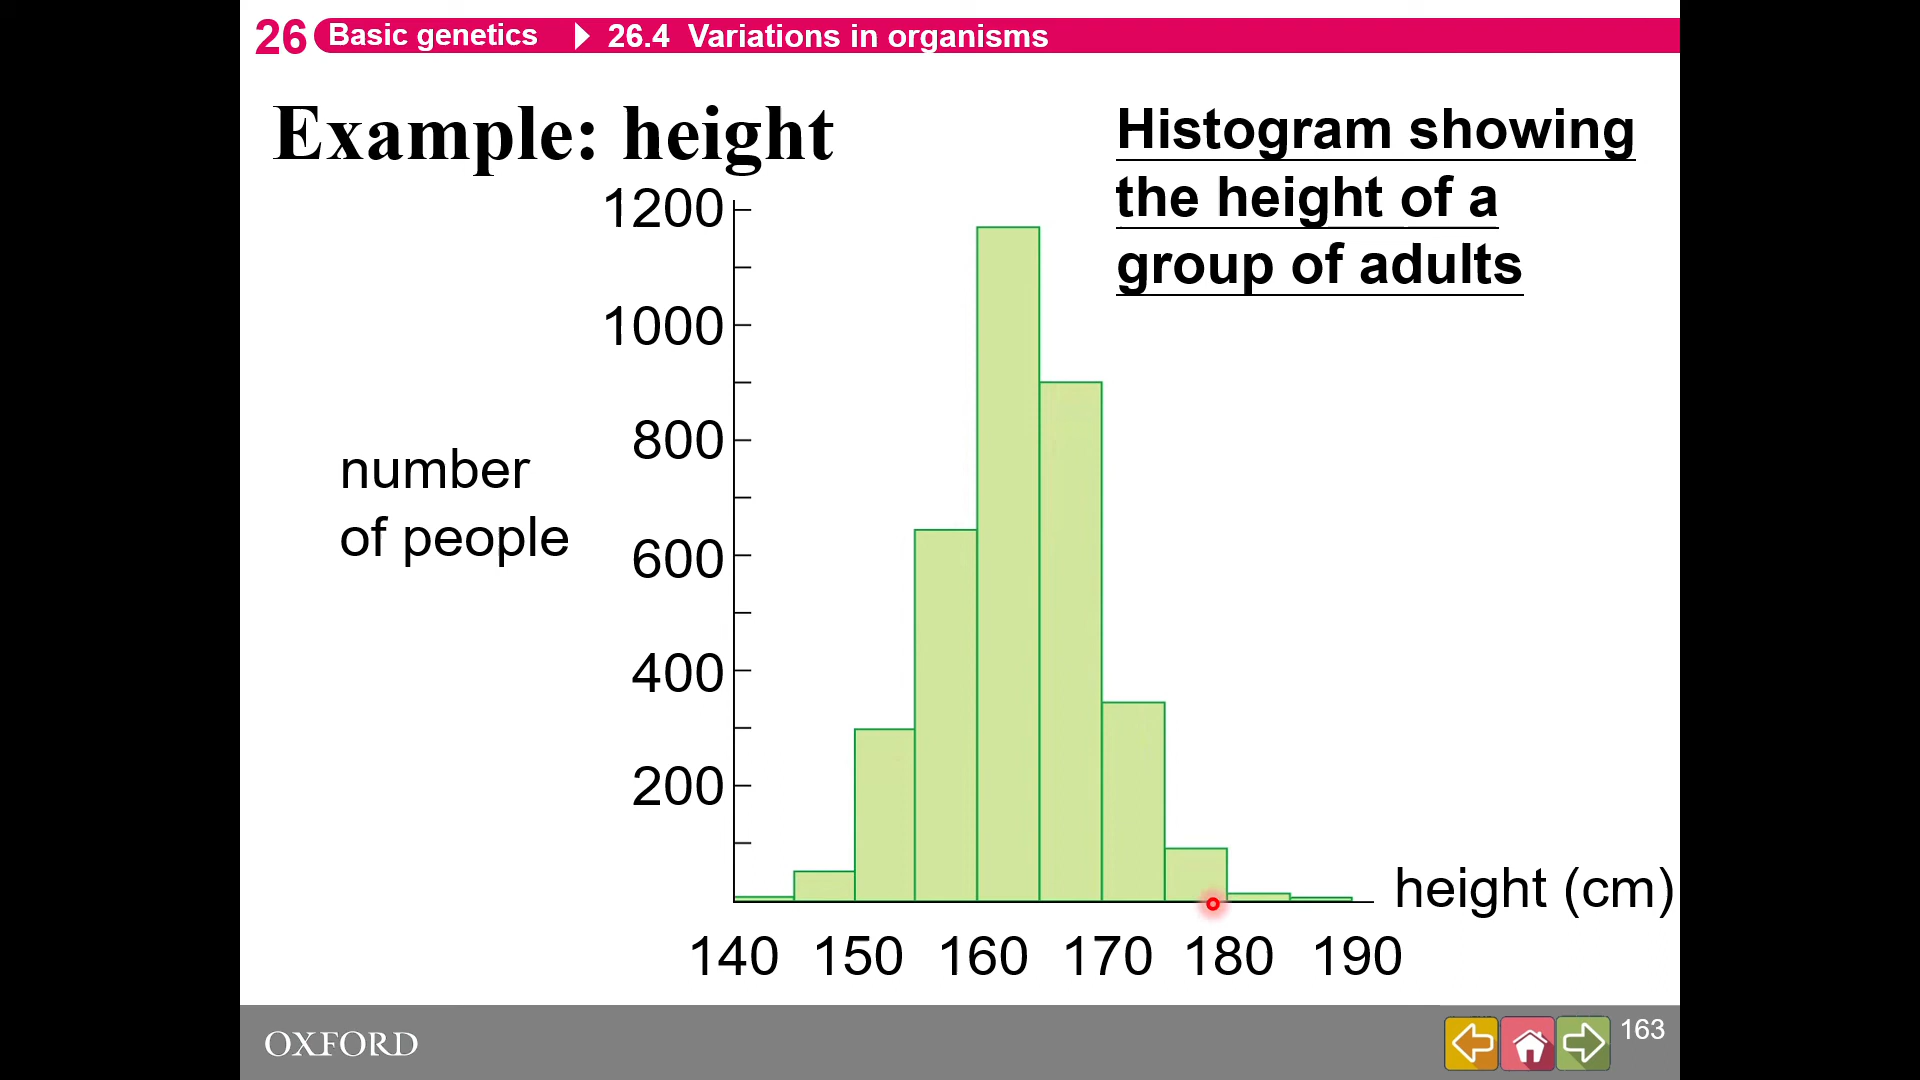 26 Basic genetics 26.4 Variations in organisms
Example: height
Histogram showing
the height of a
group of adults
1200
1000
800
number
of people
600
400
200
height (cm)
140 150 160 170 180 190
OXFORD
163